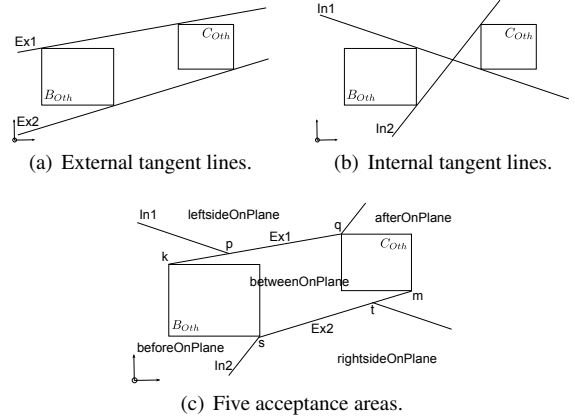 Ex1
C_Oth
B_Oth
Ex2
(a) External tangent lines.
In1
C_Oth
B_Oth
In2
(b) Internal tangent lines.
In1
leftsideOnPlane
q
afterOnPlane
p
Ex1
C_Oth
k
betweenOnPlane
m
t
B_Oth
Ex2
s
beforeOnPlane
In2
rightsideOnPlane
(c) Five acceptance areas.